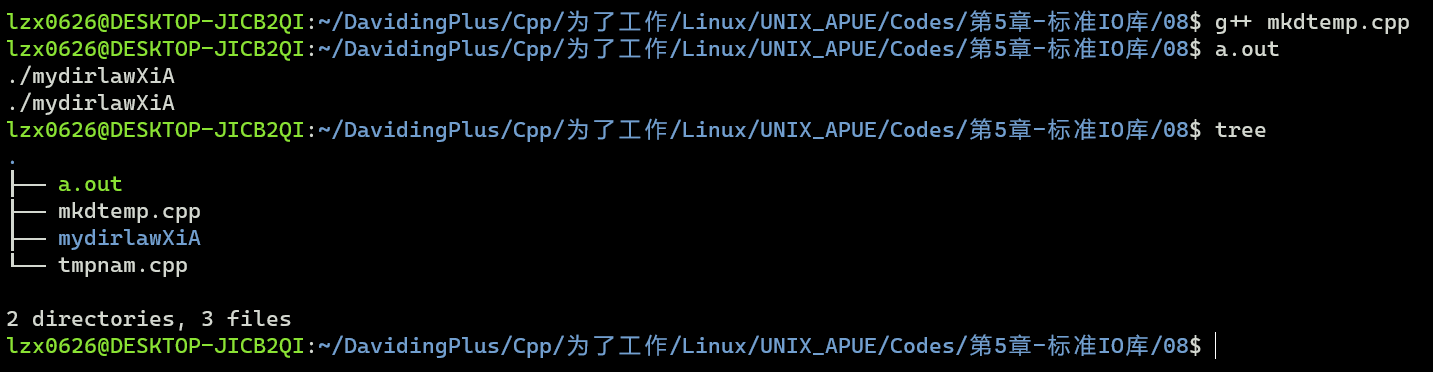 lzx0626@DESKTOP-JICB2QI:~/DavidingPlus/Cpp/为了工作/Linux/UNIX_APUE/Codes/第5章-标准IO库/08$ g++ mkdtemp.cpp
lzx0626@DESKTOP-JICB2QI:~/DavidingPlus/Cpp/为了工作/Linux/UNIX_APUE/Codes/第5章-标准IO库/08$ a.out
./mydirlawXiA
./mydirlawXiA
lzx0626@DESKTOP-JICB2QI:~/DavidingPlus/Cpp/为了工作/Linux/UNIX_APUE/Codes/第5章-标准IO库/08$ tree
.
├── a.out
├── mkdtemp.cpp
├── mydirlawXiA
└── tmpnam.cpp
2 directories, 3 files
lzx0626@DESKTOP-JICB2QI:~/DavidingPlus/Cpp/为了工作/Linux/UNIX_APUE/Codes/第5章-标准IO库/08$